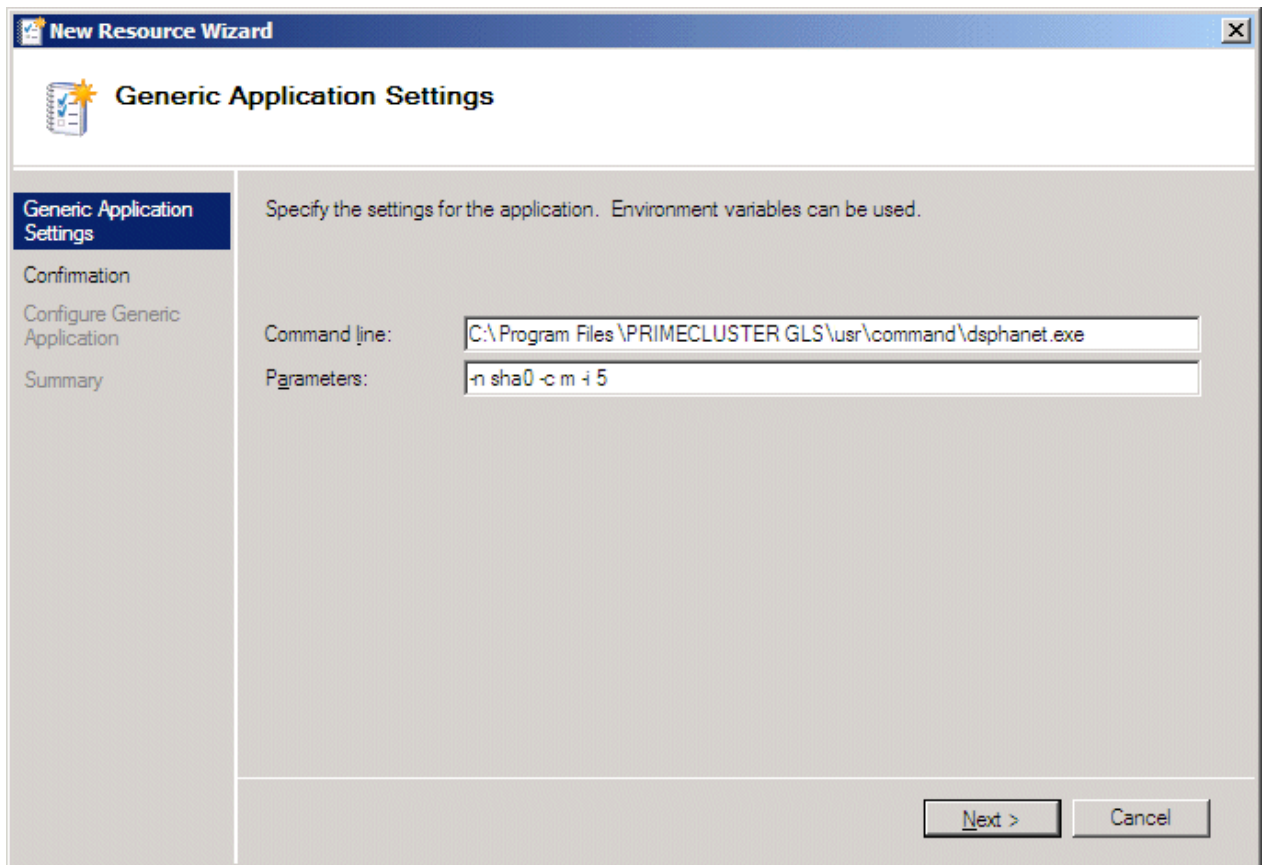 New Resource Wizard
Generic Application Settings
Generic Application
Settings
Confirmation
Configure Generic
Application
Summary
Specify the settings for the application. Environment variables can be used.
Command line: C:\Program Files\PRIMECLUSTER GLS\usr\command\dsphanet.exe
Parameters: -n sha0 -c m -i 5
Next >
Cancel